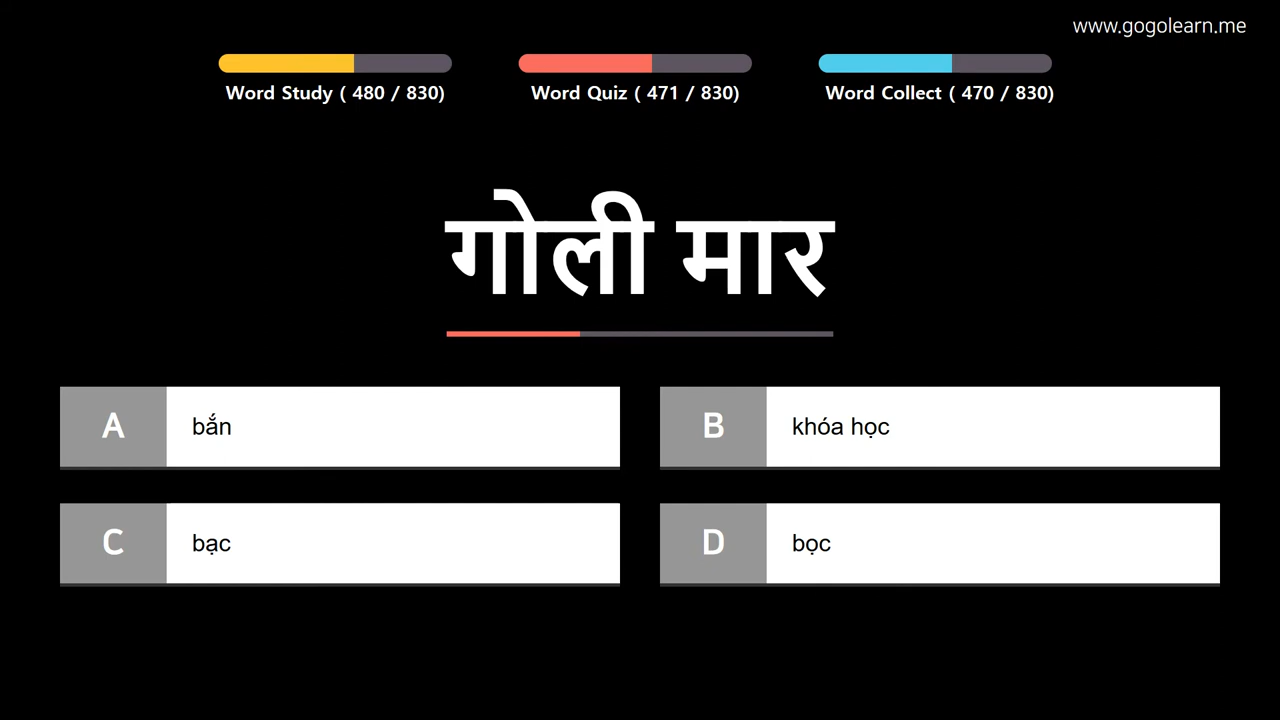 www.gogolearn.me
Word Study ( 480 / 830)
Word Quiz ( 471 / 830)
Word Collect ( 470 / 830)
गोली मार
A bắn
B khóa học
C bạc
D bọc